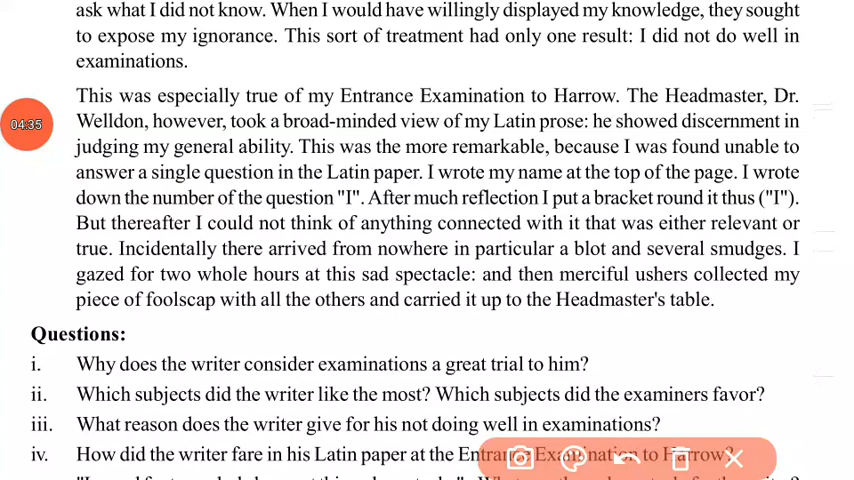 ask what I did not know. When I would have willingly displayed my knowledge, they sought
to expose my ignorance. This sort of treatment had only one result: I did not do well in
examinations.
This was especially true of my Entrance Examination to Harrow. The Headmaster, Dr.
Welldon, however, took a broad-minded view of my Latin prose: he showed discernment in
04:35
judging my general ability. This was the more remarkable, because I was found unable to
answer a single question in the Latin paper. I wrote my name at the top of the page. I wrote
down the number of the question "I". After much reflection I put a bracket round it thus ("I").
But thereafter I could not think of anything connected with it that was either relevant or
true. Incidentally there arrived from nowhere in particular a blot and several smudges. I
gazed for two whole hours at this sad spectacle: and then merciful ushers collected my
piece of foolscap with all the others and carried it up to the Headmaster's table.
Questions:
i. Why does the writer consider examinations a great trial to him?
ii. Which subjects did the writer like the most? Which subjects did the examiners favor?
iii. What reason does the writer give for his not doing well in examinations?
iv. How did the writer fare in his Latin paper at the Entrance Examination to Harrow?